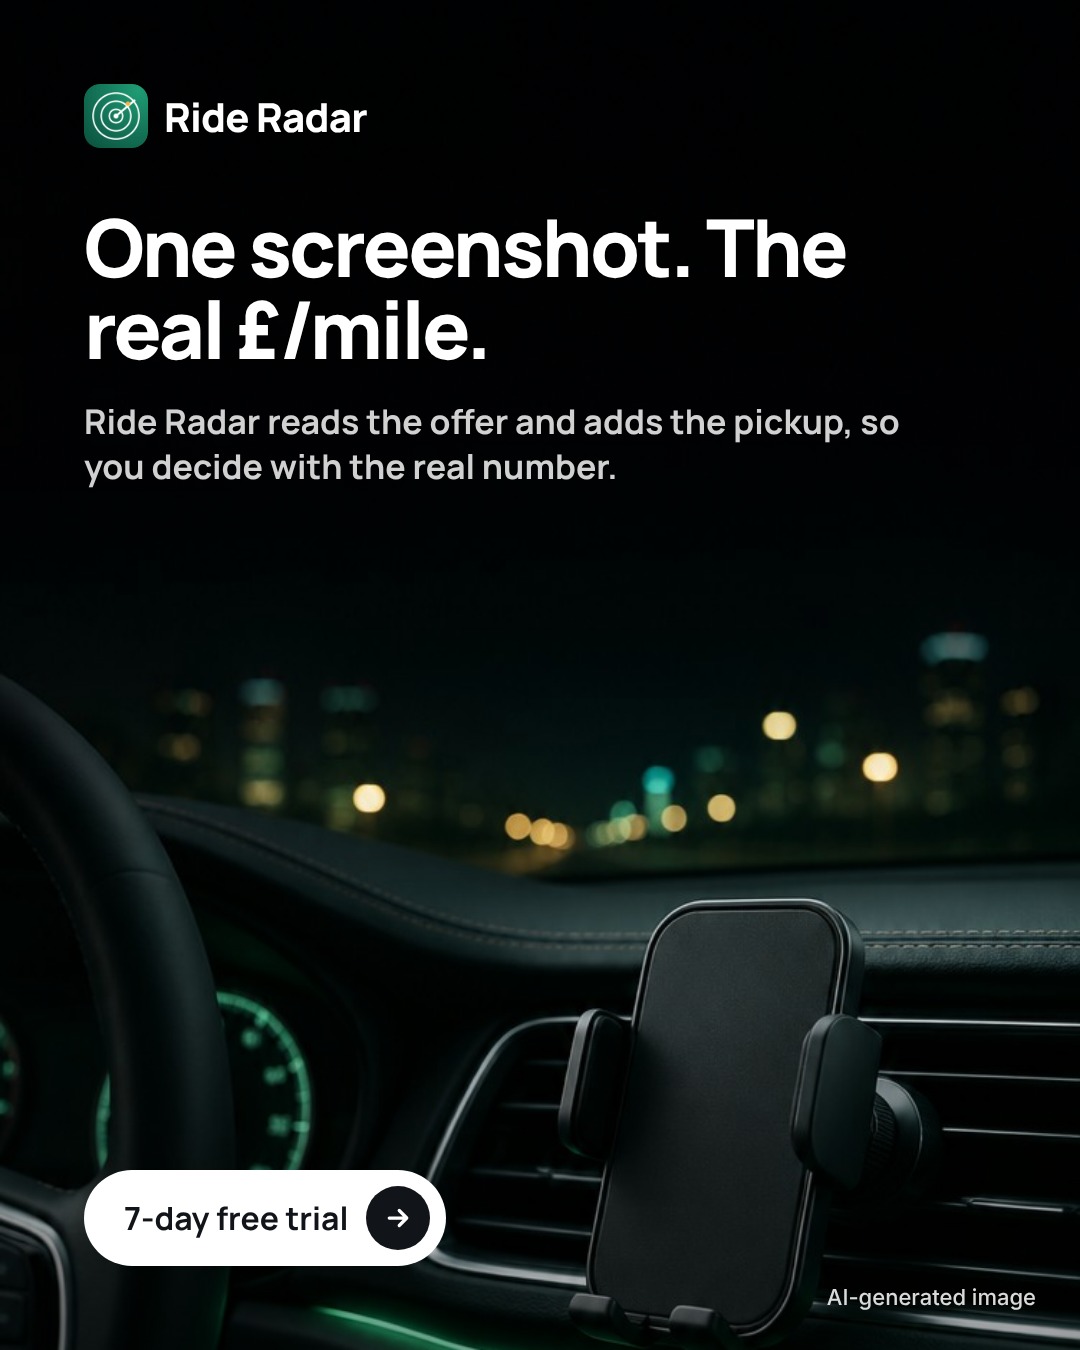 Ride Radar
One screenshot. The
real £/mile.
Ride Radar reads the offer and adds the pickup, so
you decide with the real number.
7-day free trial
AI-generated image